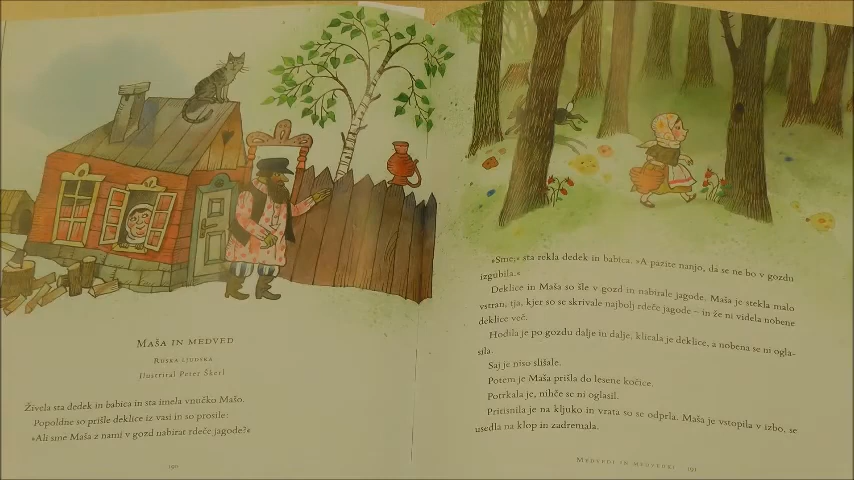 MAŠA IN MEDVED
RUSKA LJUDSKA
Ilustriral Peter Škerl
Živela sta dedek in babica in sta imela vnučko Mašo.
Popoldne so prišle deklice iz vasi in so prosile:
»Ali sme Maša z nami v gozd nabirat rdeče jagode?«
190
»Sme,« sta rekla dedek in babica. »A pazite nanjo, da se ne bo v gozdu
izgubila.«
Deklice in Maša so šle v gozd in nabirale jagode. Maša je stekla malo
vstran, tja, kjer so se skrivale najbolj rdeče jagode – in že ni videla nobene
deklice več.
Hodila je po gozdu dalje in dalje, klicala je deklice, a nobena se ni ogla-
sila.
Saj je niso slišale.
Potem je Maša prišla do lesene kočice.
Potrkala je, nihče se ni oglasil.
Pritisnila je na kljuko in vrata so se odprla. Maša je vstopila v izbo, se
usedla na klop in zadremala.
MEDVEDI IN MEDVEDKI 191